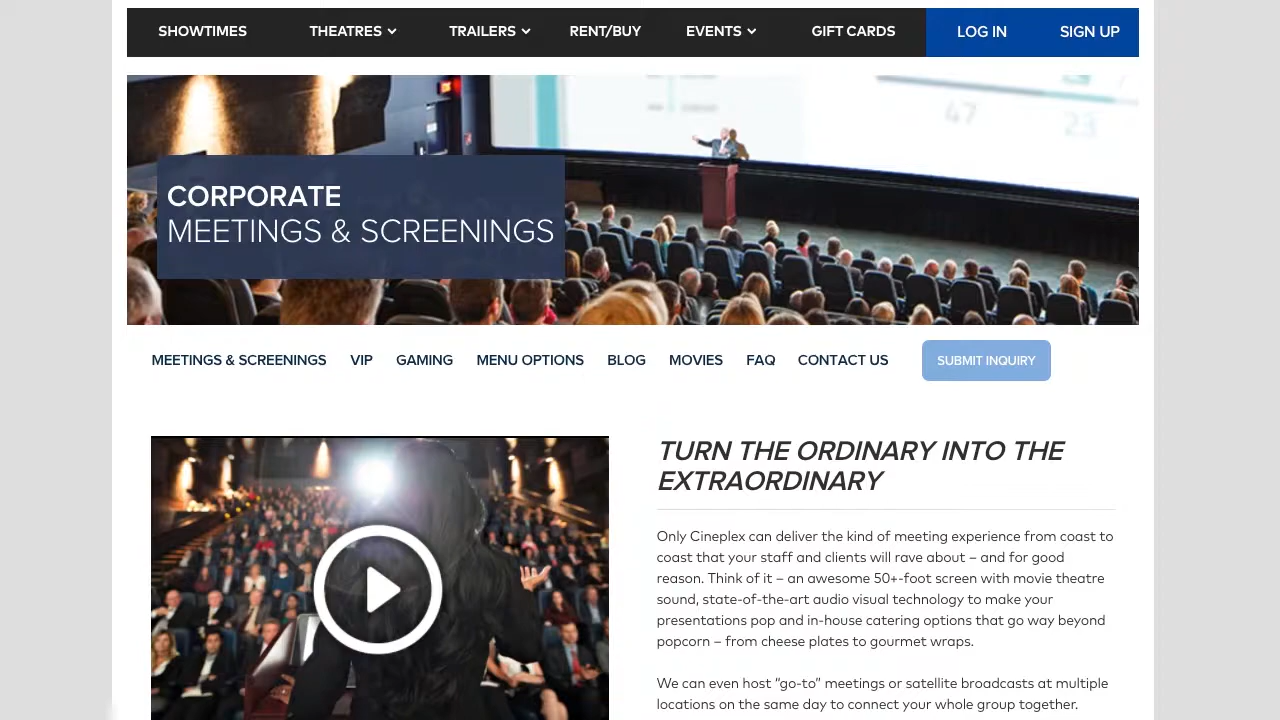 SHOWTIMES THEATRES TRAILERS RENT/BUY EVENTS GIFT CARDS LOG IN SIGN UP
47
23
CORPORATE
MEETINGS & SCREENINGS
MEETINGS & SCREENINGS VIP GAMING MENU OPTIONS BLOG MOVIES FAQ CONTACT US SUBMIT INQUIRY
TURN THE ORDINARY INTO THE
EXTRAORDINARY
Only Cineplex can deliver the kind of meeting experience from coast to
coast that your staff and clients will rave about – and for good
reason. Think of it – an awesome 50+-foot screen with movie theatre
sound, state-of-the-art audio visual technology to make your
presentations pop and in-house catering options that go way beyond
popcorn – from cheese plates to gourmet wraps.
We can even host “go-to” meetings or satellite broadcasts at multiple
locations on the same day to connect your whole group together.